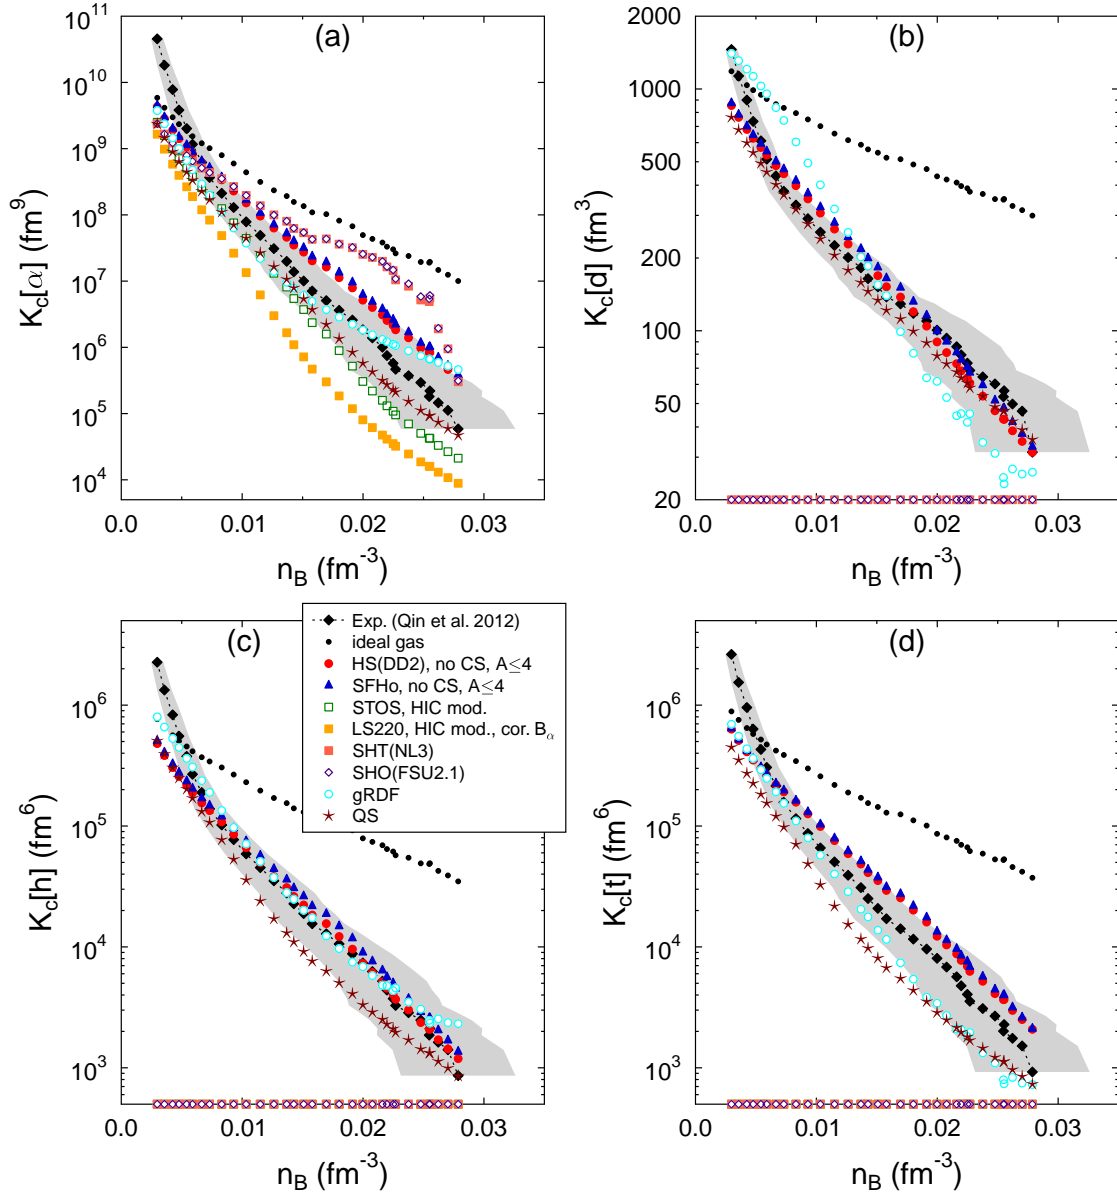 (a)
10^11
10^10
10^9
10^8
10^7
10^6
10^5
10^4
K_c[α] (fm^9)
0.0 0.01 0.02 0.03
n_B (fm^-3)
(b)
2000
1000
500
200
100
50
20
K_c[d] (fm^3)
0.0 0.01 0.02 0.03
n_B (fm^-3)
(c)
10^6
10^5
10^4
10^3
K_c[h] (fm^6)
0.0 0.01 0.02 0.03
n_B (fm^-3)
Exp. (Qin et al. 2012)
ideal gas
HS(DD2), no CS, A≤4
SFHo, no CS, A≤4
STOS, HIC mod.
LS220, HIC mod., cor. B_α
SHT(NL3)
SHO(FSU2.1)
gRDF
QS
(d)
10^6
10^5
10^4
10^3
K_c[t] (fm^6)
0.0 0.01 0.02 0.03
n_B (fm^-3)